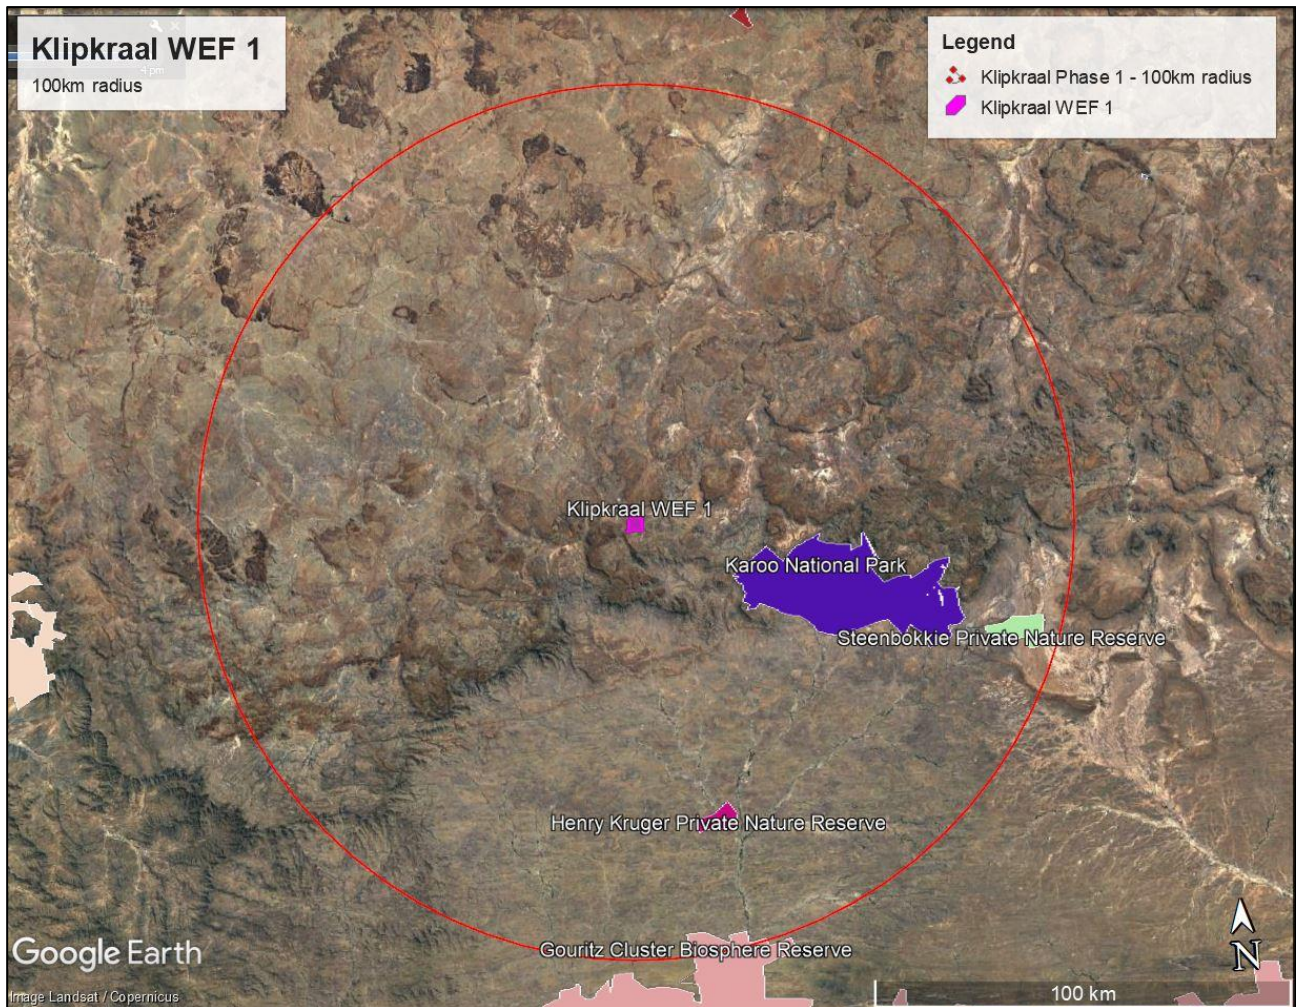 Klipkraal WEF 1
100km radius
Legend
Klipkraal Phase 1 - 100km radius
Klipkraal WEF 1
Klipkraal WEF 1
Karoo National Park
Steenbokkie Private Nature Reserve
Henry Kruger Private Nature Reserve
Gouritz Cluster Biosphere Reserve
Google Earth
N
Image Landsat / Copernicus
100 km